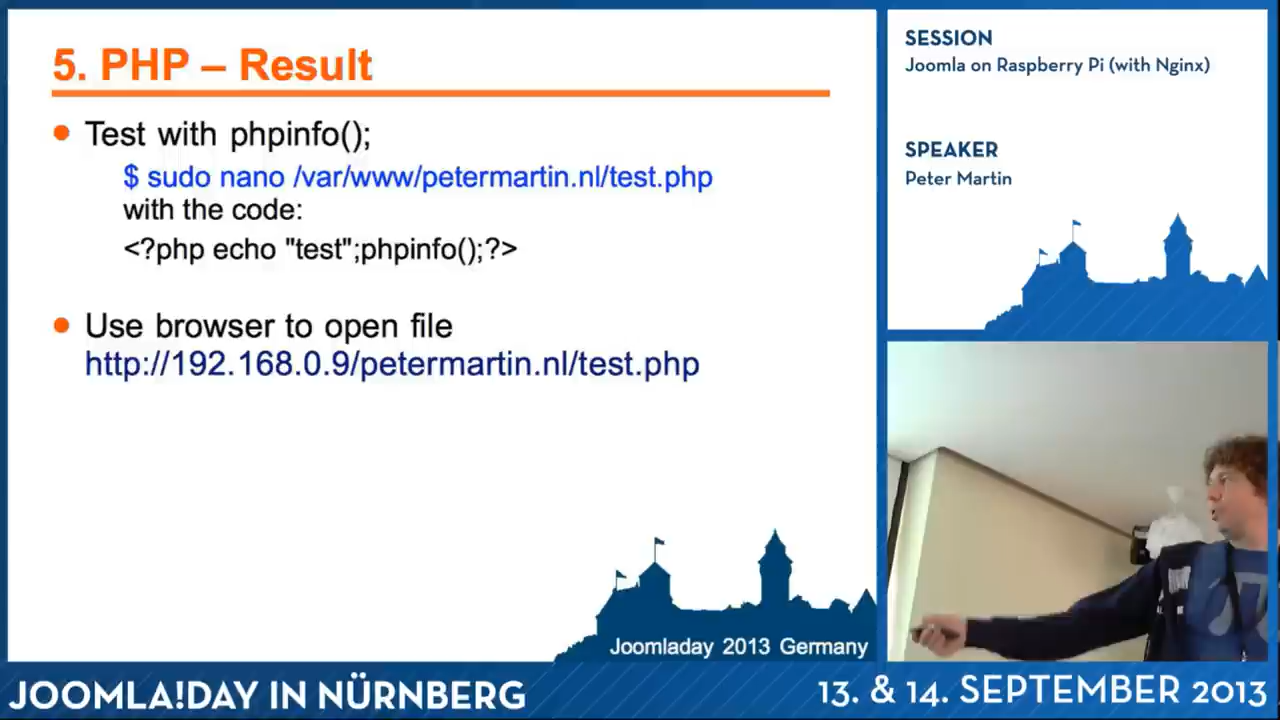 5. PHP – Result
Test with phpinfo();
$ sudo nano /var/www/petermartin.nl/test.php
with the code:
<?php echo "test";phpinfo();?>
Use browser to open file
http://192.168.0.9/petermartin.nl/test.php
Joomladay 2013 Germany
SESSION
Joomla on Raspberry Pi (with Nginx)
SPEAKER
Peter Martin
JOOMLA!DAY IN NÜRNBERG
13. & 14. SEPTEMBER 2013